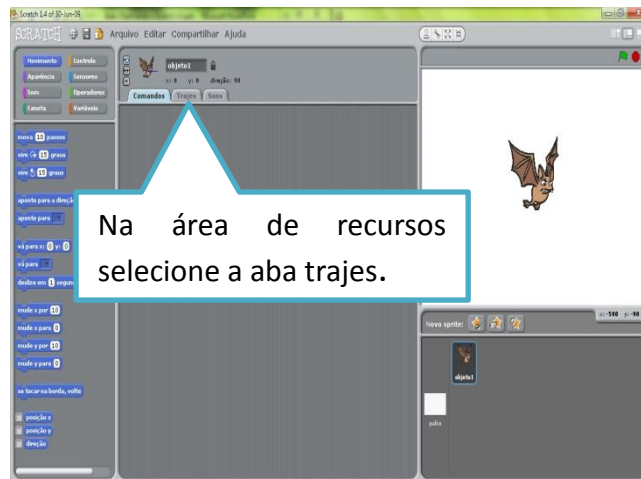 Scratch 1.4 of 30-Jun-09
SCRATCH Arquivo Editar Compartilhar Ajuda
Movimento Controle
Aparência Sensores
Som Operadores
Caneta Variáveis
objeto1
x: 0 y: 0 direção: 90
Comandos Trajes Sons
mova 10 passos
vire 15 graus
vire 15 graus
aponte para a direção
aponte para
vá para x: 0 y: 0
vá para
deslize em 1 segundos
mude x por 10
mude x para 0
mude y por 10
mude y para 0
se tocar na borda, volte
posição x
posição y
direção
Na área de recursos
selecione a aba trajes.
Novo sprite:
objeto1
palco